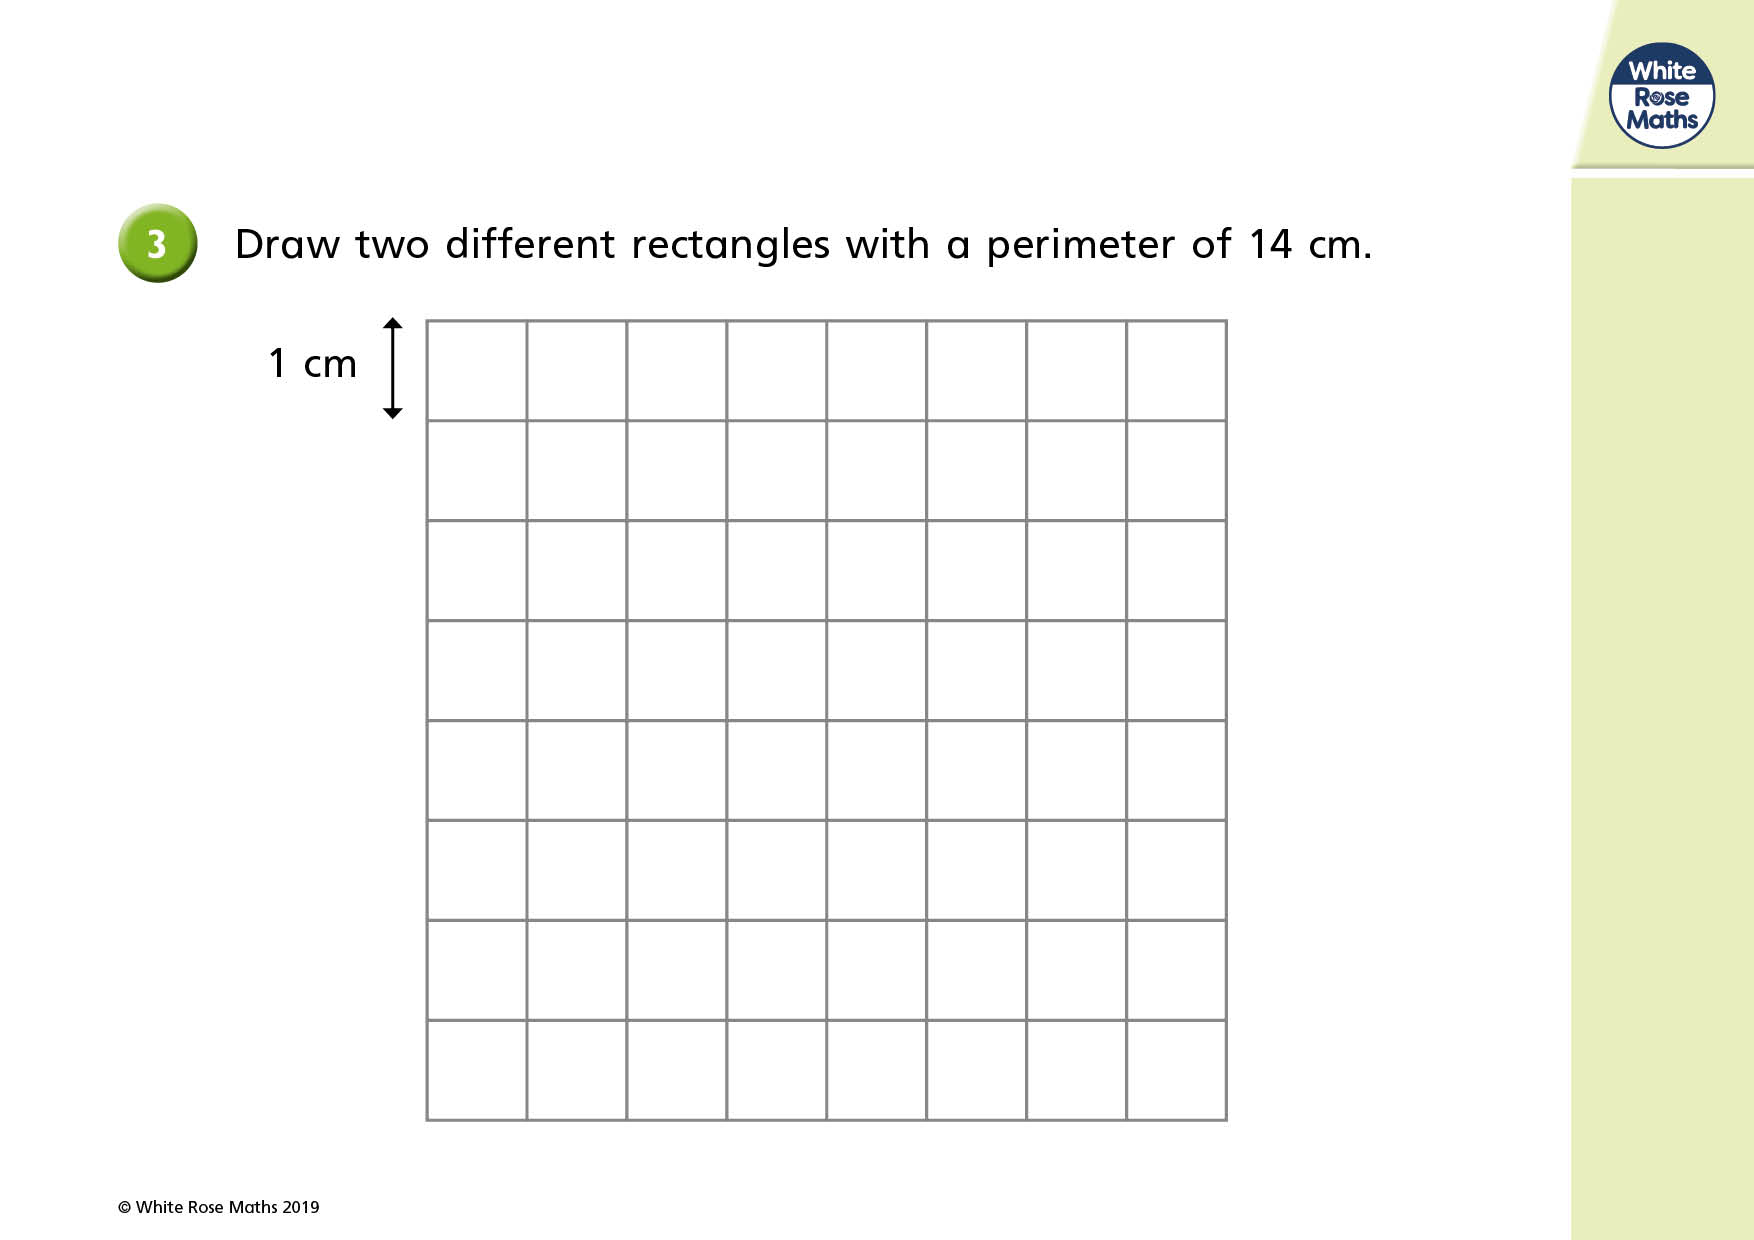 White
Rose
Maths
3 Draw two different rectangles with a perimeter of 14 cm.
1 cm
© White Rose Maths 2019